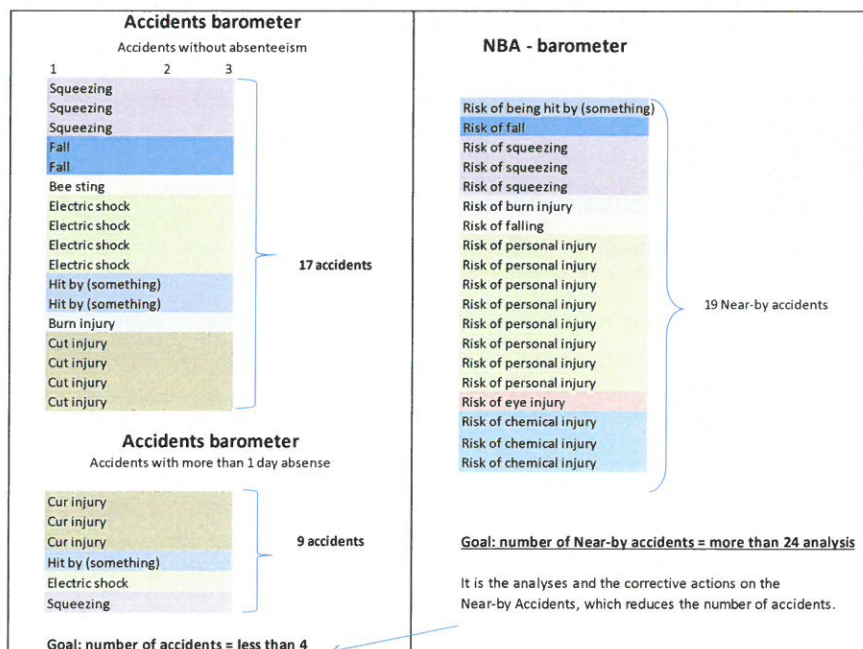 Accidents barometer
Accidents without absenteeism
1 2 3
Squeezing
Squeezing
Squeezing
Fall
Fall
Bee sting
Electric shock
Electric shock
Electric shock
Electric shock
Hit by (something)
Hit by (something)
Burn injury
Cut injury
Cut injury
Cut injury
Cut injury
17 accidents
Accidents barometer
Accidents with more than 1 day absense
Cur injury
Cur injury
Cur injury
Hit by (something)
Electric shock
Squeezing
9 accidents
Goal: number of accidents = less than 4
NBA - barometer
Risk of being hit by (something)
Risk of fall
Risk of squeezing
Risk of squeezing
Risk of squeezing
Risk of burn injury
Risk of falling
Risk of personal injury
Risk of personal injury
Risk of personal injury
Risk of personal injury
Risk of personal injury
Risk of personal injury
Risk of personal injury
Risk of personal injury
Risk of eye injury
Risk of chemical injury
Risk of chemical injury
Risk of chemical injury
19 Near-by accidents
Goal: number of Near-by accidents = more than 24 analysis
It is the analyses and the corrective actions on the
Near-by Accidents, which reduces the number of accidents.